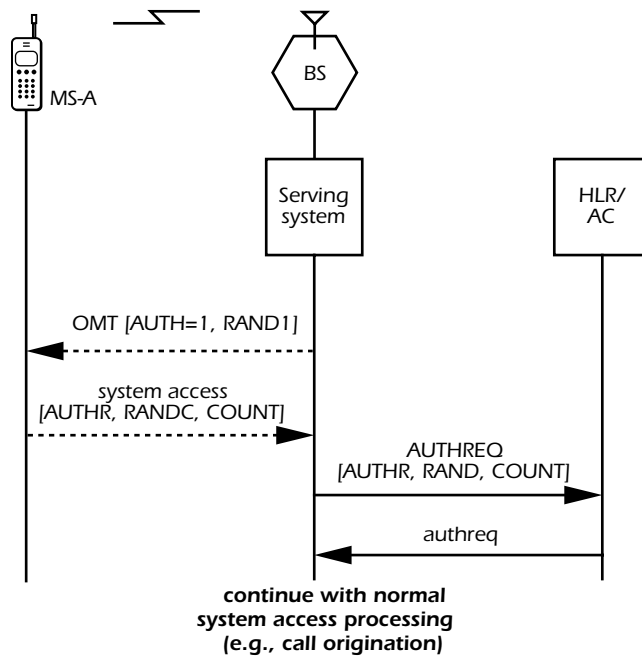 BS
MS-A
Serving
system
HLR/
AC
OMT [AUTH=1, RAND1]
system access
[AUTHR, RANDC, COUNT]
AUTHREQ
[AUTHR, RAND, COUNT]
authreq
continue with normal
system access processing
(e.g., call origination)